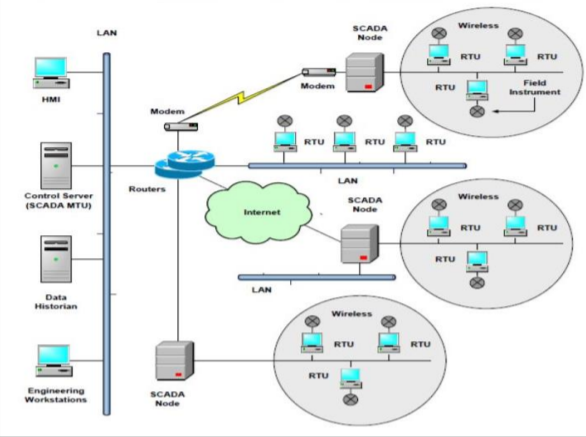 LAN
HMI
Control Server
(SCADA MTU)
Data
Historian
Engineering
Workstations
Modem
Routers
Modem
SCADA
Node
Wireless
RTU
RTU
RTU
Field
Instrument
RTU
RTU
RTU
LAN
Internet
SCADA
Node
LAN
Wireless
RTU
RTU
RTU
SCADA
Node
Wireless
RTU
RTU
RTU